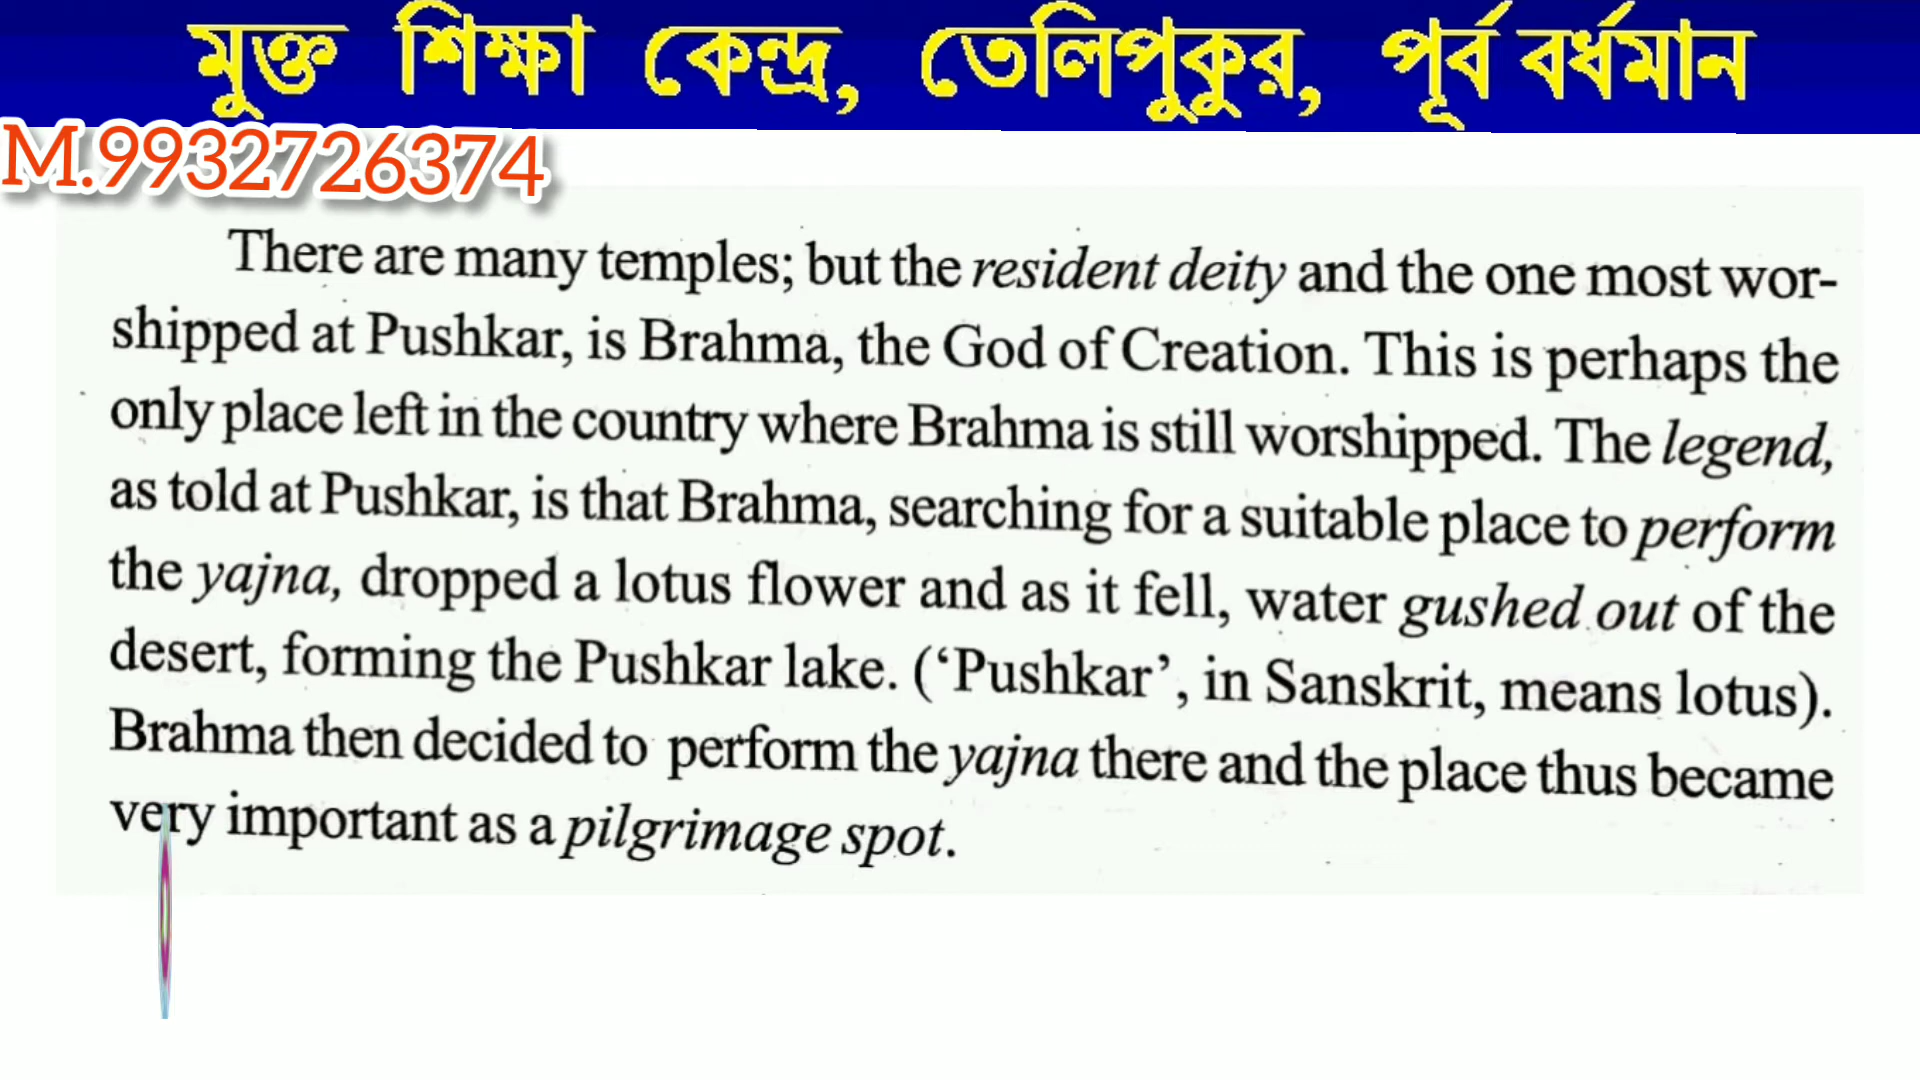 মুক্ত শিক্ষা কেন্দ্র, তেলিপুকুর, পূর্ব বর্ধমান
M.9932726374
There are many temples; but the resident deity and the one most wor-
shipped at Pushkar, is Brahma, the God of Creation. This is perhaps the
only place left in the country where Brahma is still worshipped. The legend,
as told at Pushkar, is that Brahma, searching for a suitable place to perform
the yajna, dropped a lotus flower and as it fell, water gushed out of the
desert, forming the Pushkar lake. (‘Pushkar’, in Sanskrit, means lotus).
Brahma then decided to perform the yajna there and the place thus became
very important as a pilgrimage spot.